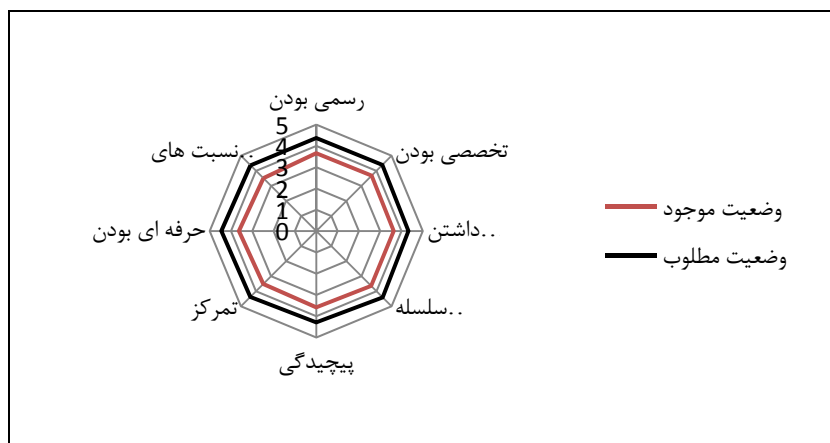 رسمی بودن
تخصصی بودن
داشتن..
سلسله..
پیچیدگی
تمرکز
حرفه ای بودن
نسبت های..
5
4
3
2
1
0
وضعیت موجود
وضعیت مطلوب